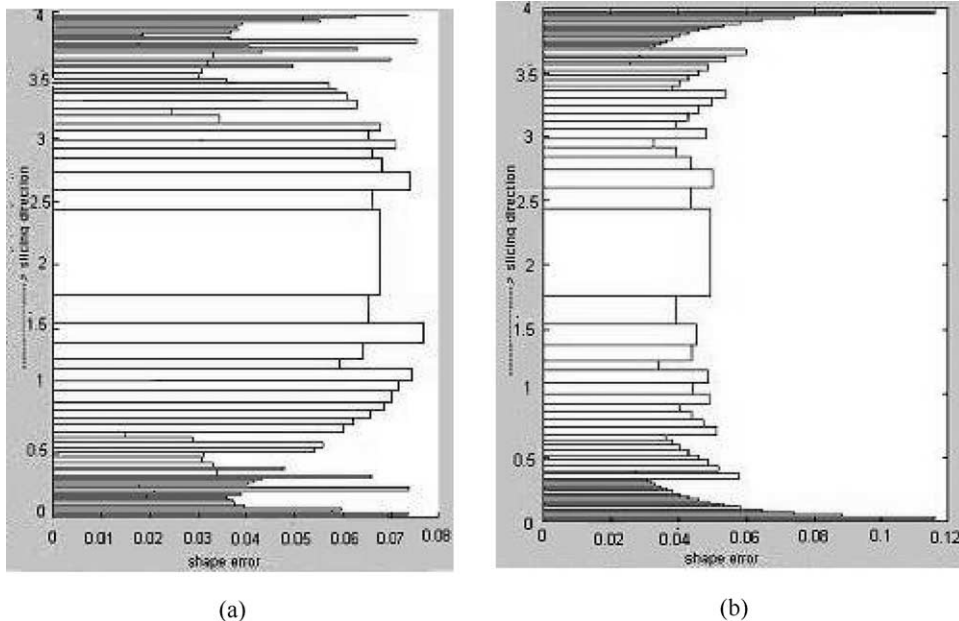 4
3.5
3
2.5
2
1.5
1
0.5
0
--------------------> slicing direction
0 0.01 0.02 0.03 0.04 0.05 0.06 0.07 0.08
shape error
(a)
4
3.5
3
2.5
2
1.5
1
0.5
0
--------------------> slicing direction
0 0.02 0.04 0.06 0.08 0.1 0.12
shape error
(b)